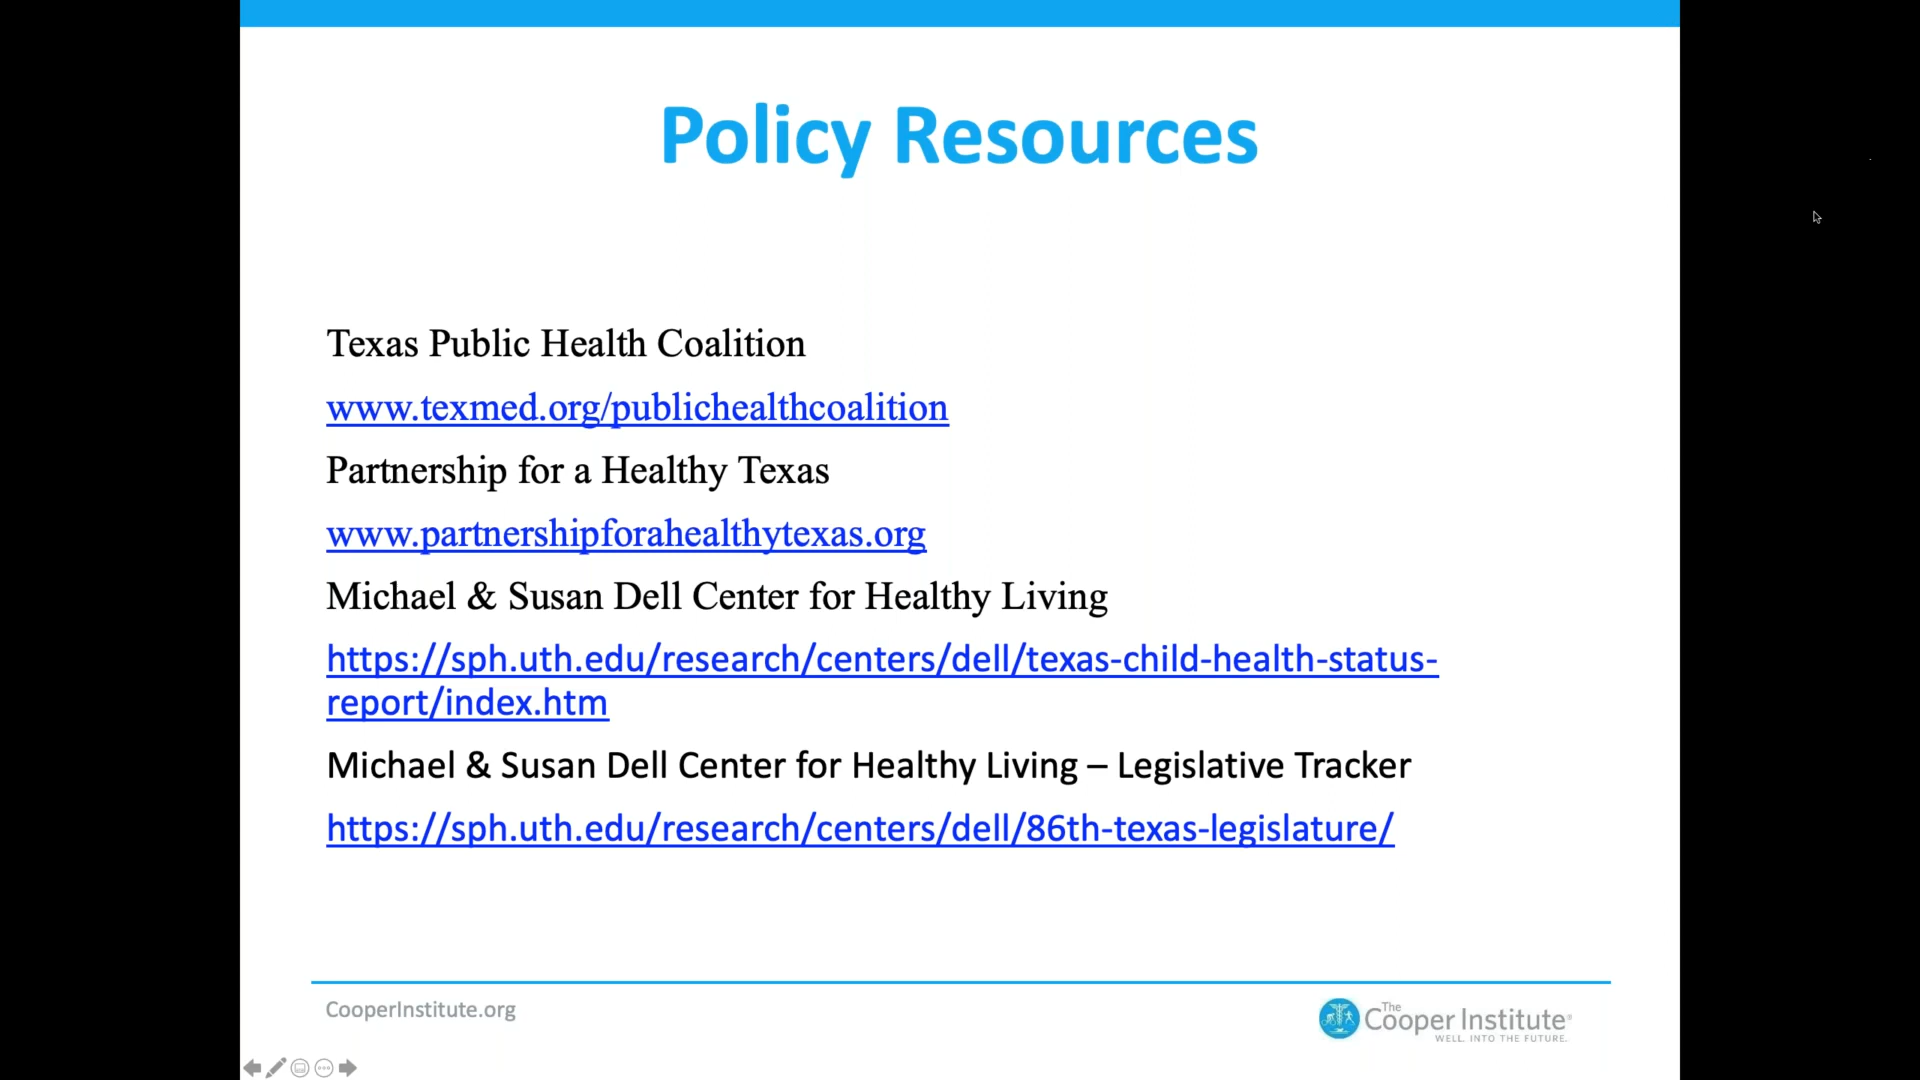 Policy Resources
Texas Public Health Coalition
www.texmed.org/publichealthcoalition
Partnership for a Healthy Texas
www.partnershipforahealthytexas.org
Michael & Susan Dell Center for Healthy Living
https://sph.uth.edu/research/centers/dell/texas-child-health-status-
report/index.htm
Michael & Susan Dell Center for Healthy Living – Legislative Tracker
https://sph.uth.edu/research/centers/dell/86th-texas-legislature/
CooperInstitute.org
The
Cooper Institute®
WELL. INTO THE FUTURE.